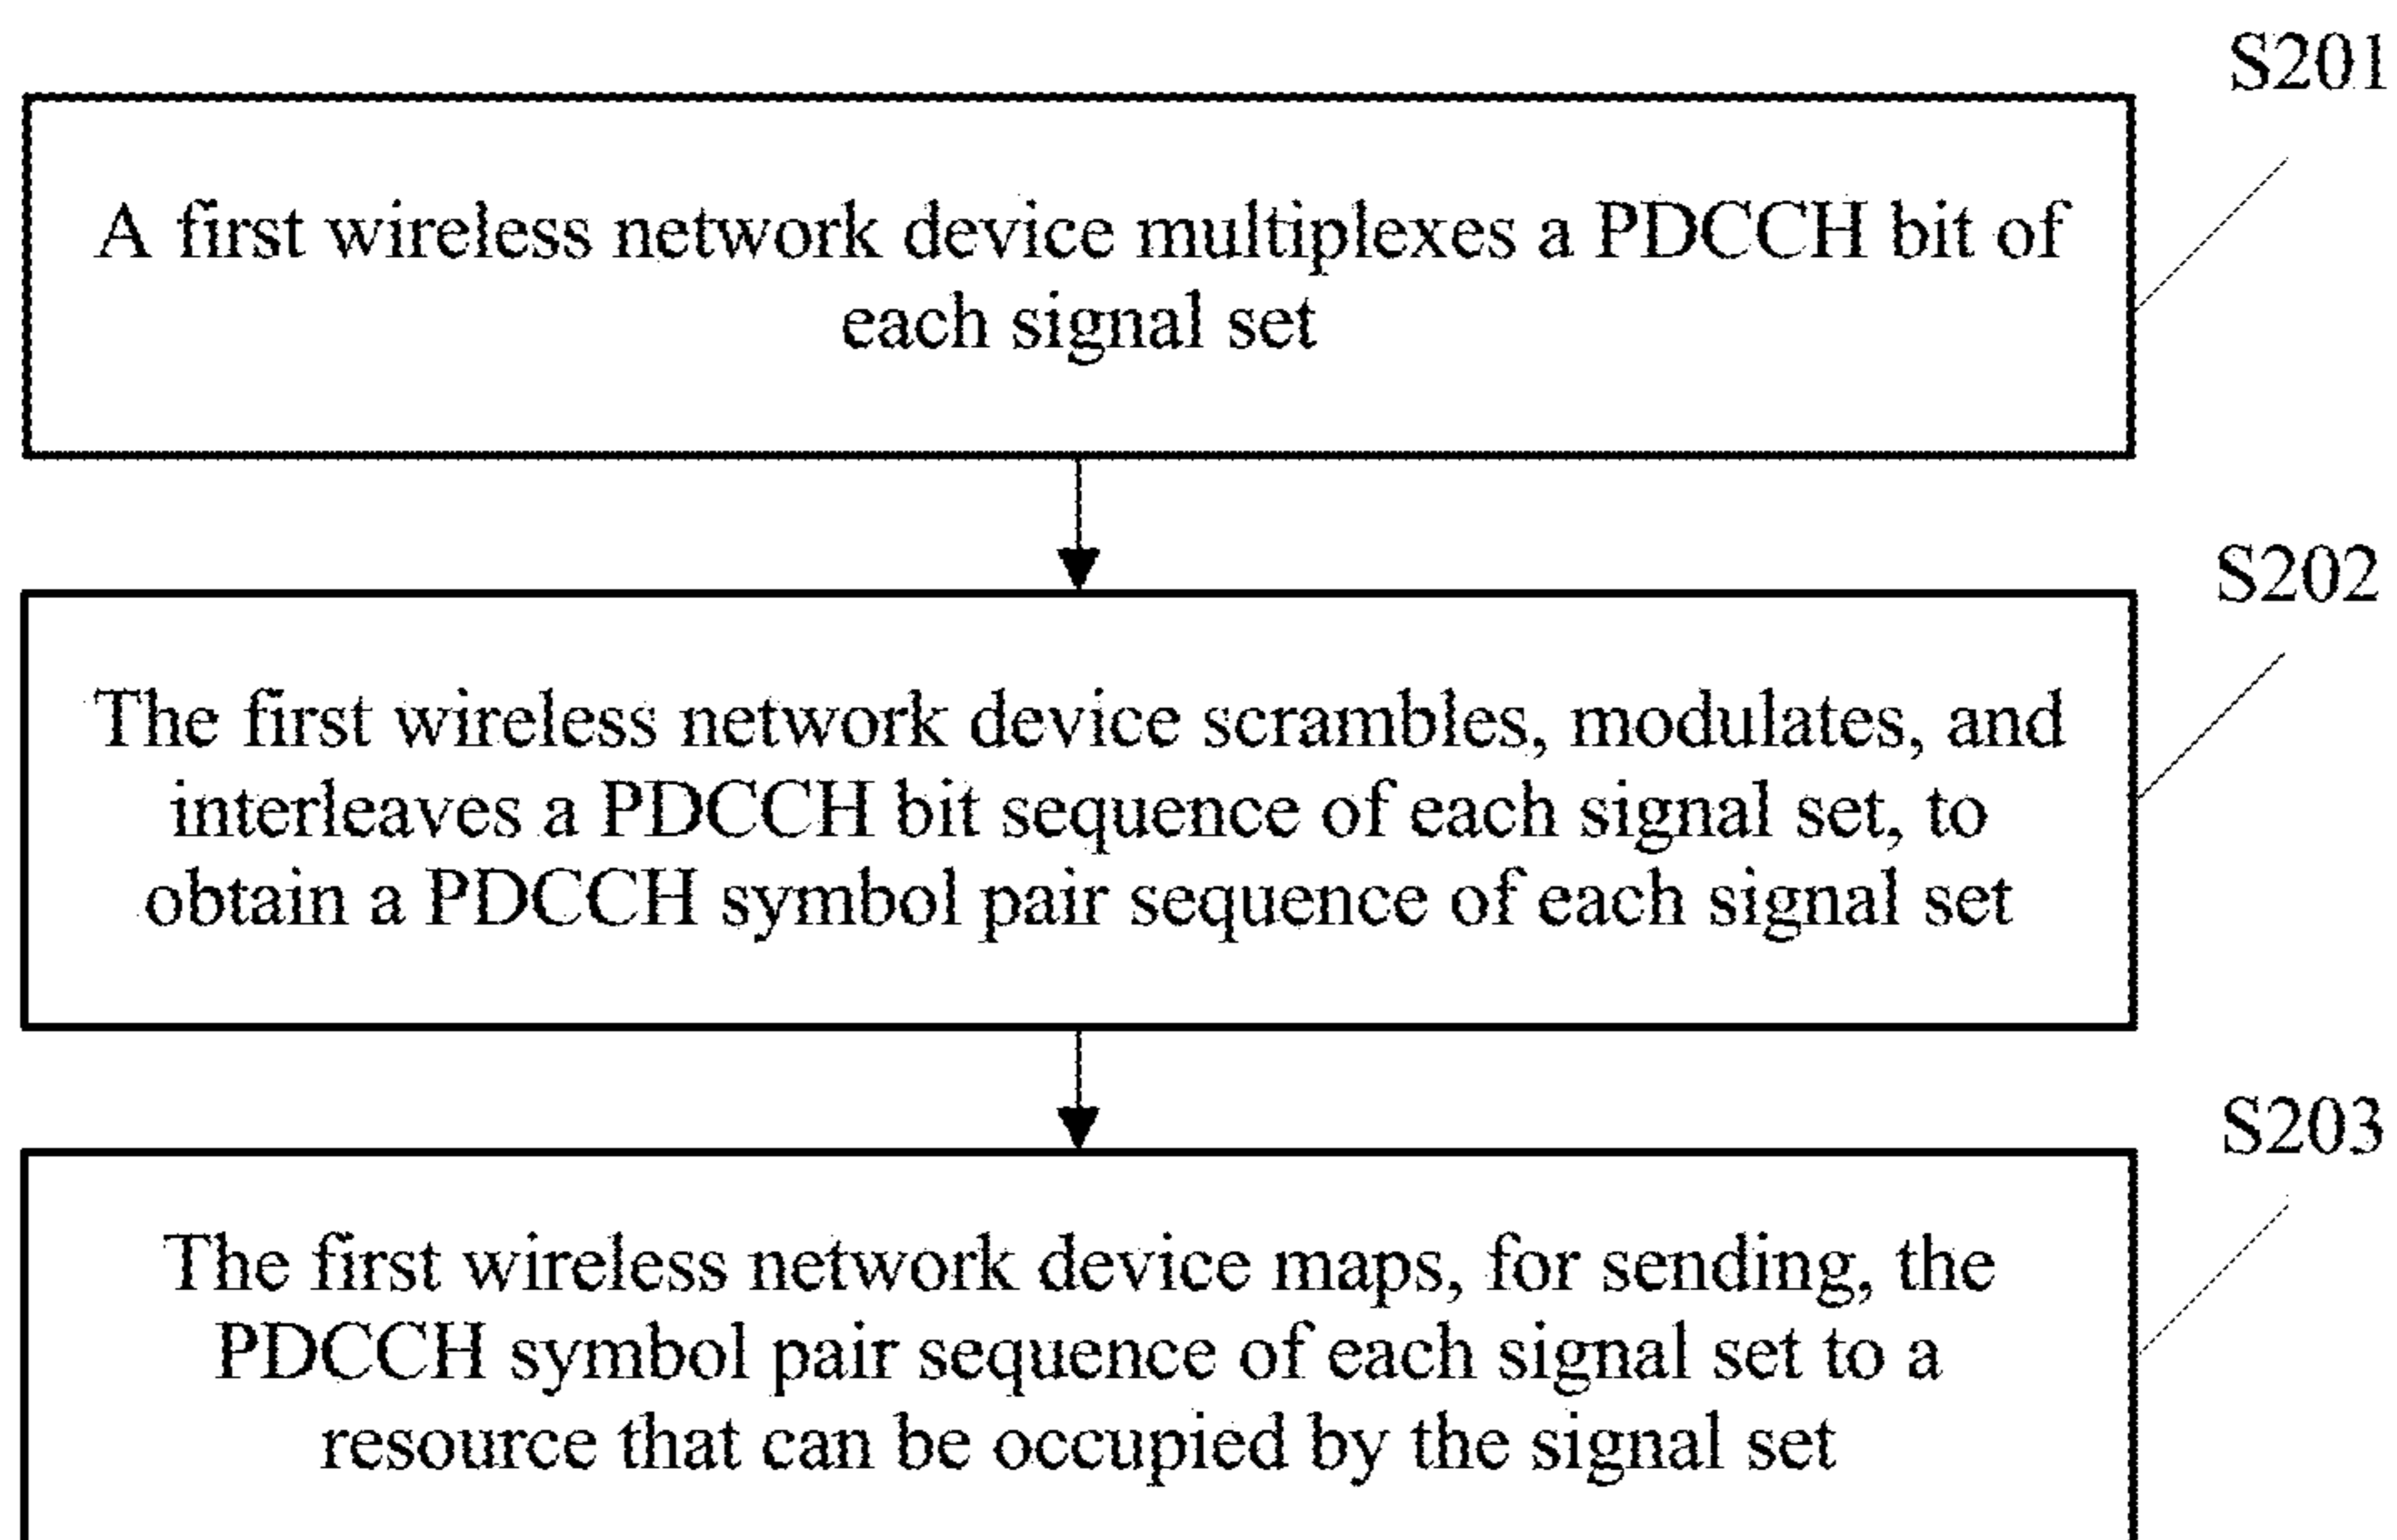 S201
A first wireless network device multiplexes a PDCCH bit of
each signal set
S202
The first wireless network device scrambles, modulates, and
interleaves a PDCCH bit sequence of each signal set, to
obtain a PDCCH symbol pair sequence of each signal set
S203
The first wireless network device maps, for sending, the
PDCCH symbol pair sequence of each signal set to a
resource that can be occupied by the signal set